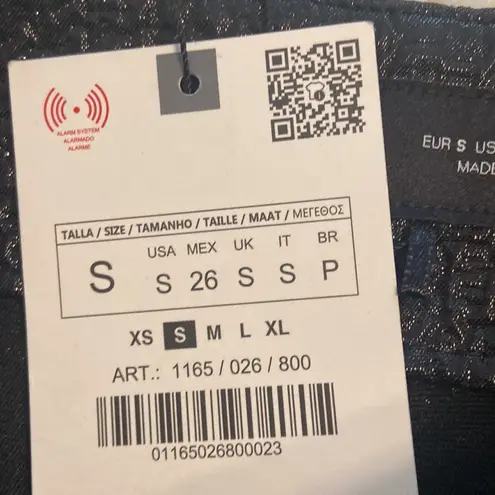 ALARM SYSTEM
ALARMADO
ALARME
EUR S US
MADE
TALLA / SIZE / TAMANHO / TAILLE / MAAT / ΜΕΓΕΘΟΣ
USA MEX UK IT BR
S S 26 S S P
XS S M L XL
ART.: 1165 / 026 / 800
01165026800023